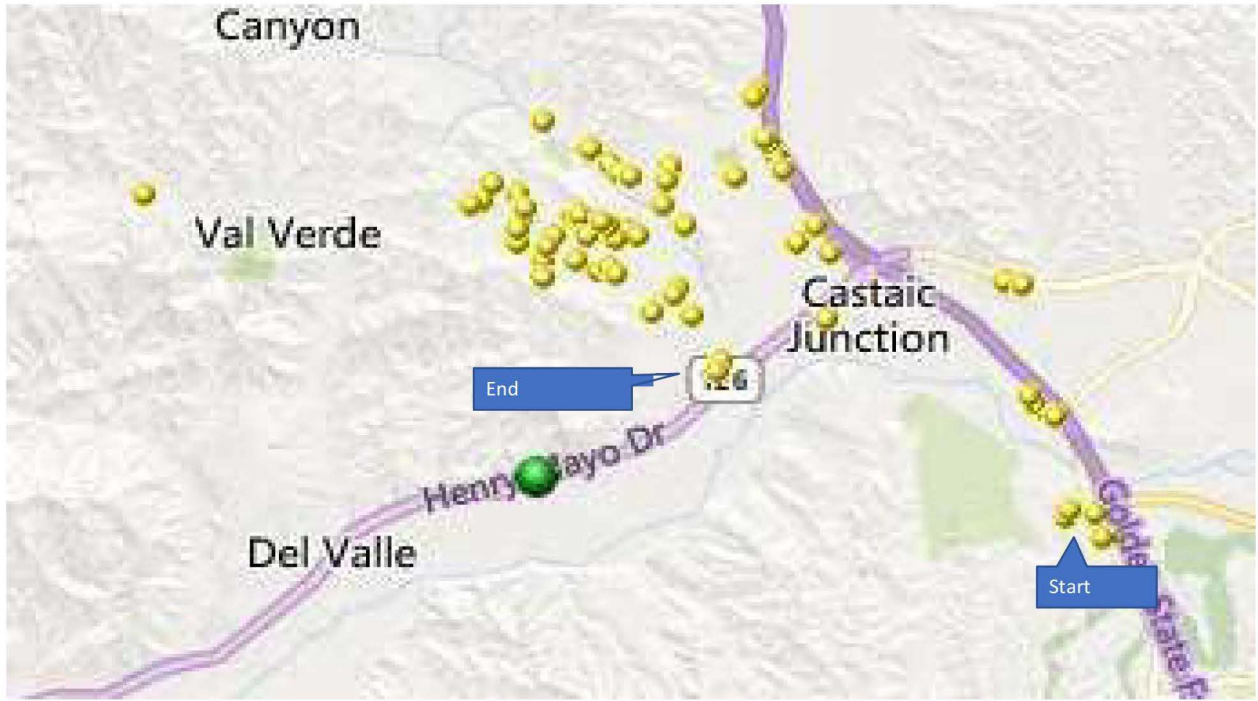 Canyon
Val Verde
Castaic
Junction
End
126
Henry Mayo Dr
Del Valle
Start
Golden State F